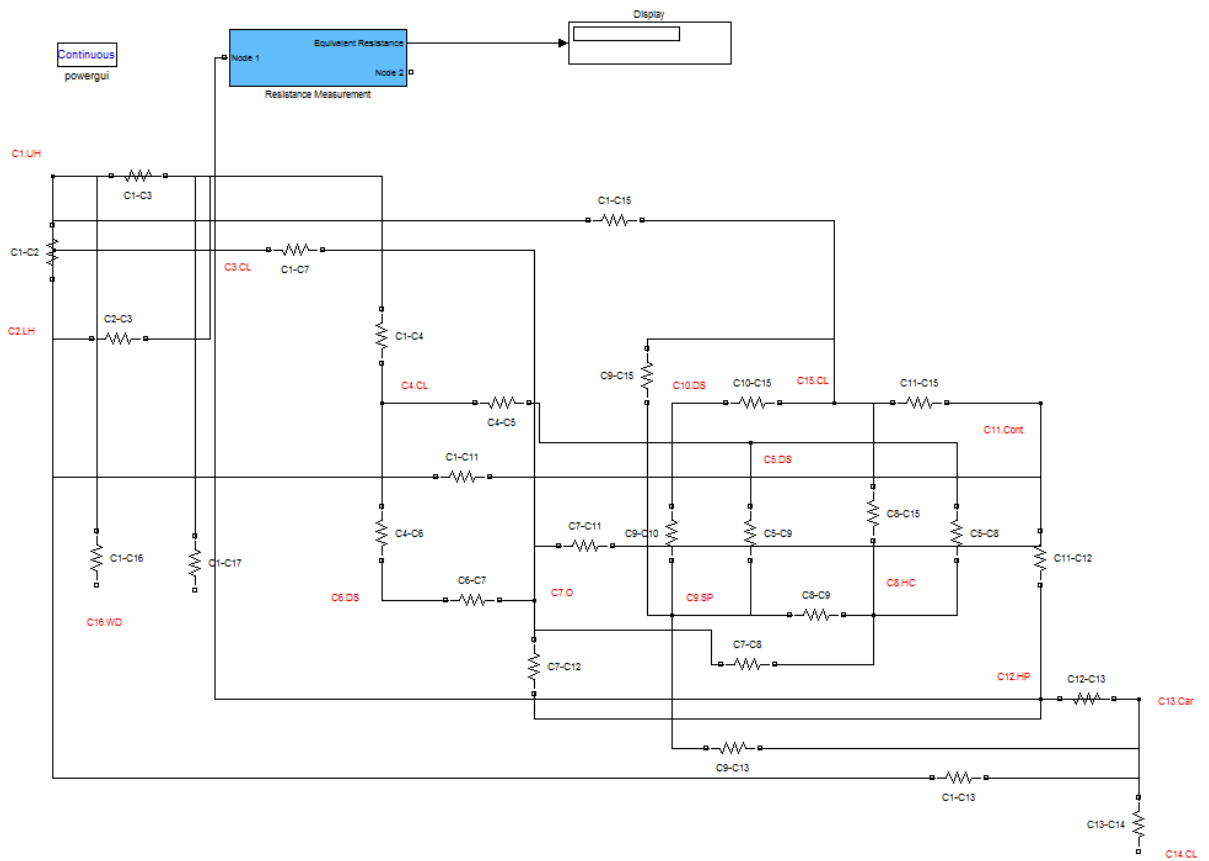 Display
Continuous
powergui
Equivalent Resistance
Node 1
Node 2
Resistance Measurement
C1.UH
C1-C3
C1-C15
C1-C2
C3.CL
C1-C7
C2.LH
C2-C3
C1-C4
C9-C15
C4.CL
C10.DS
C10-C15
C15.CL
C11-C15
C4-C5
C11.Cont.
C1-C11
C5.DS
C4-C6
C7-C11
C9-C10
C5-C9
C8-C15
C5-C8
C1-C16
C1-C17
C11-C12
C6-C7
C7.O
C8.HC
C6.DS
C9.SP
C8-C9
C16.WD
C7-C8
C7-C12
C12.HP
C12-C13
C13.Car
C9-C13
C1-C13
C13-C14
C14.CL